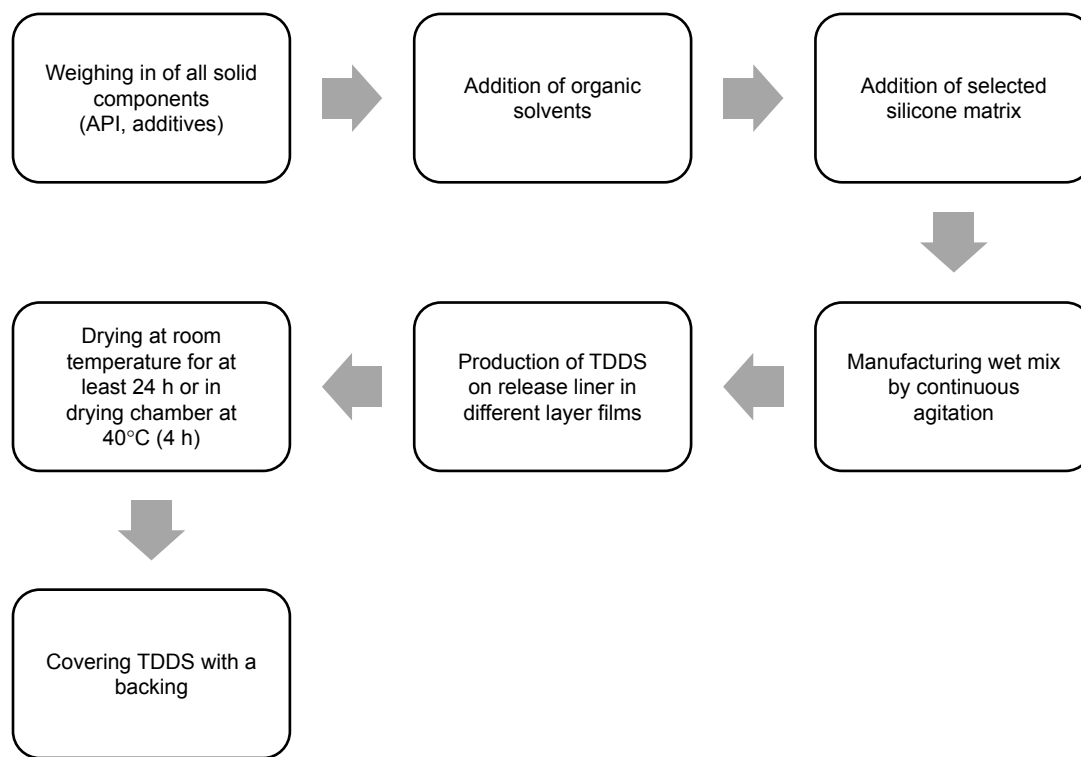 Weighing in of all solid
components
(API, additives)
Addition of organic
solvents
Addition of selected
silicone matrix
Manufacturing wet mix
by continuous
agitation
Production of TDDS
on release liner in
different layer films
Drying at room
temperature for at
least 24 h or in
drying chamber at
40°C (4 h)
Covering TDDS with a
backing